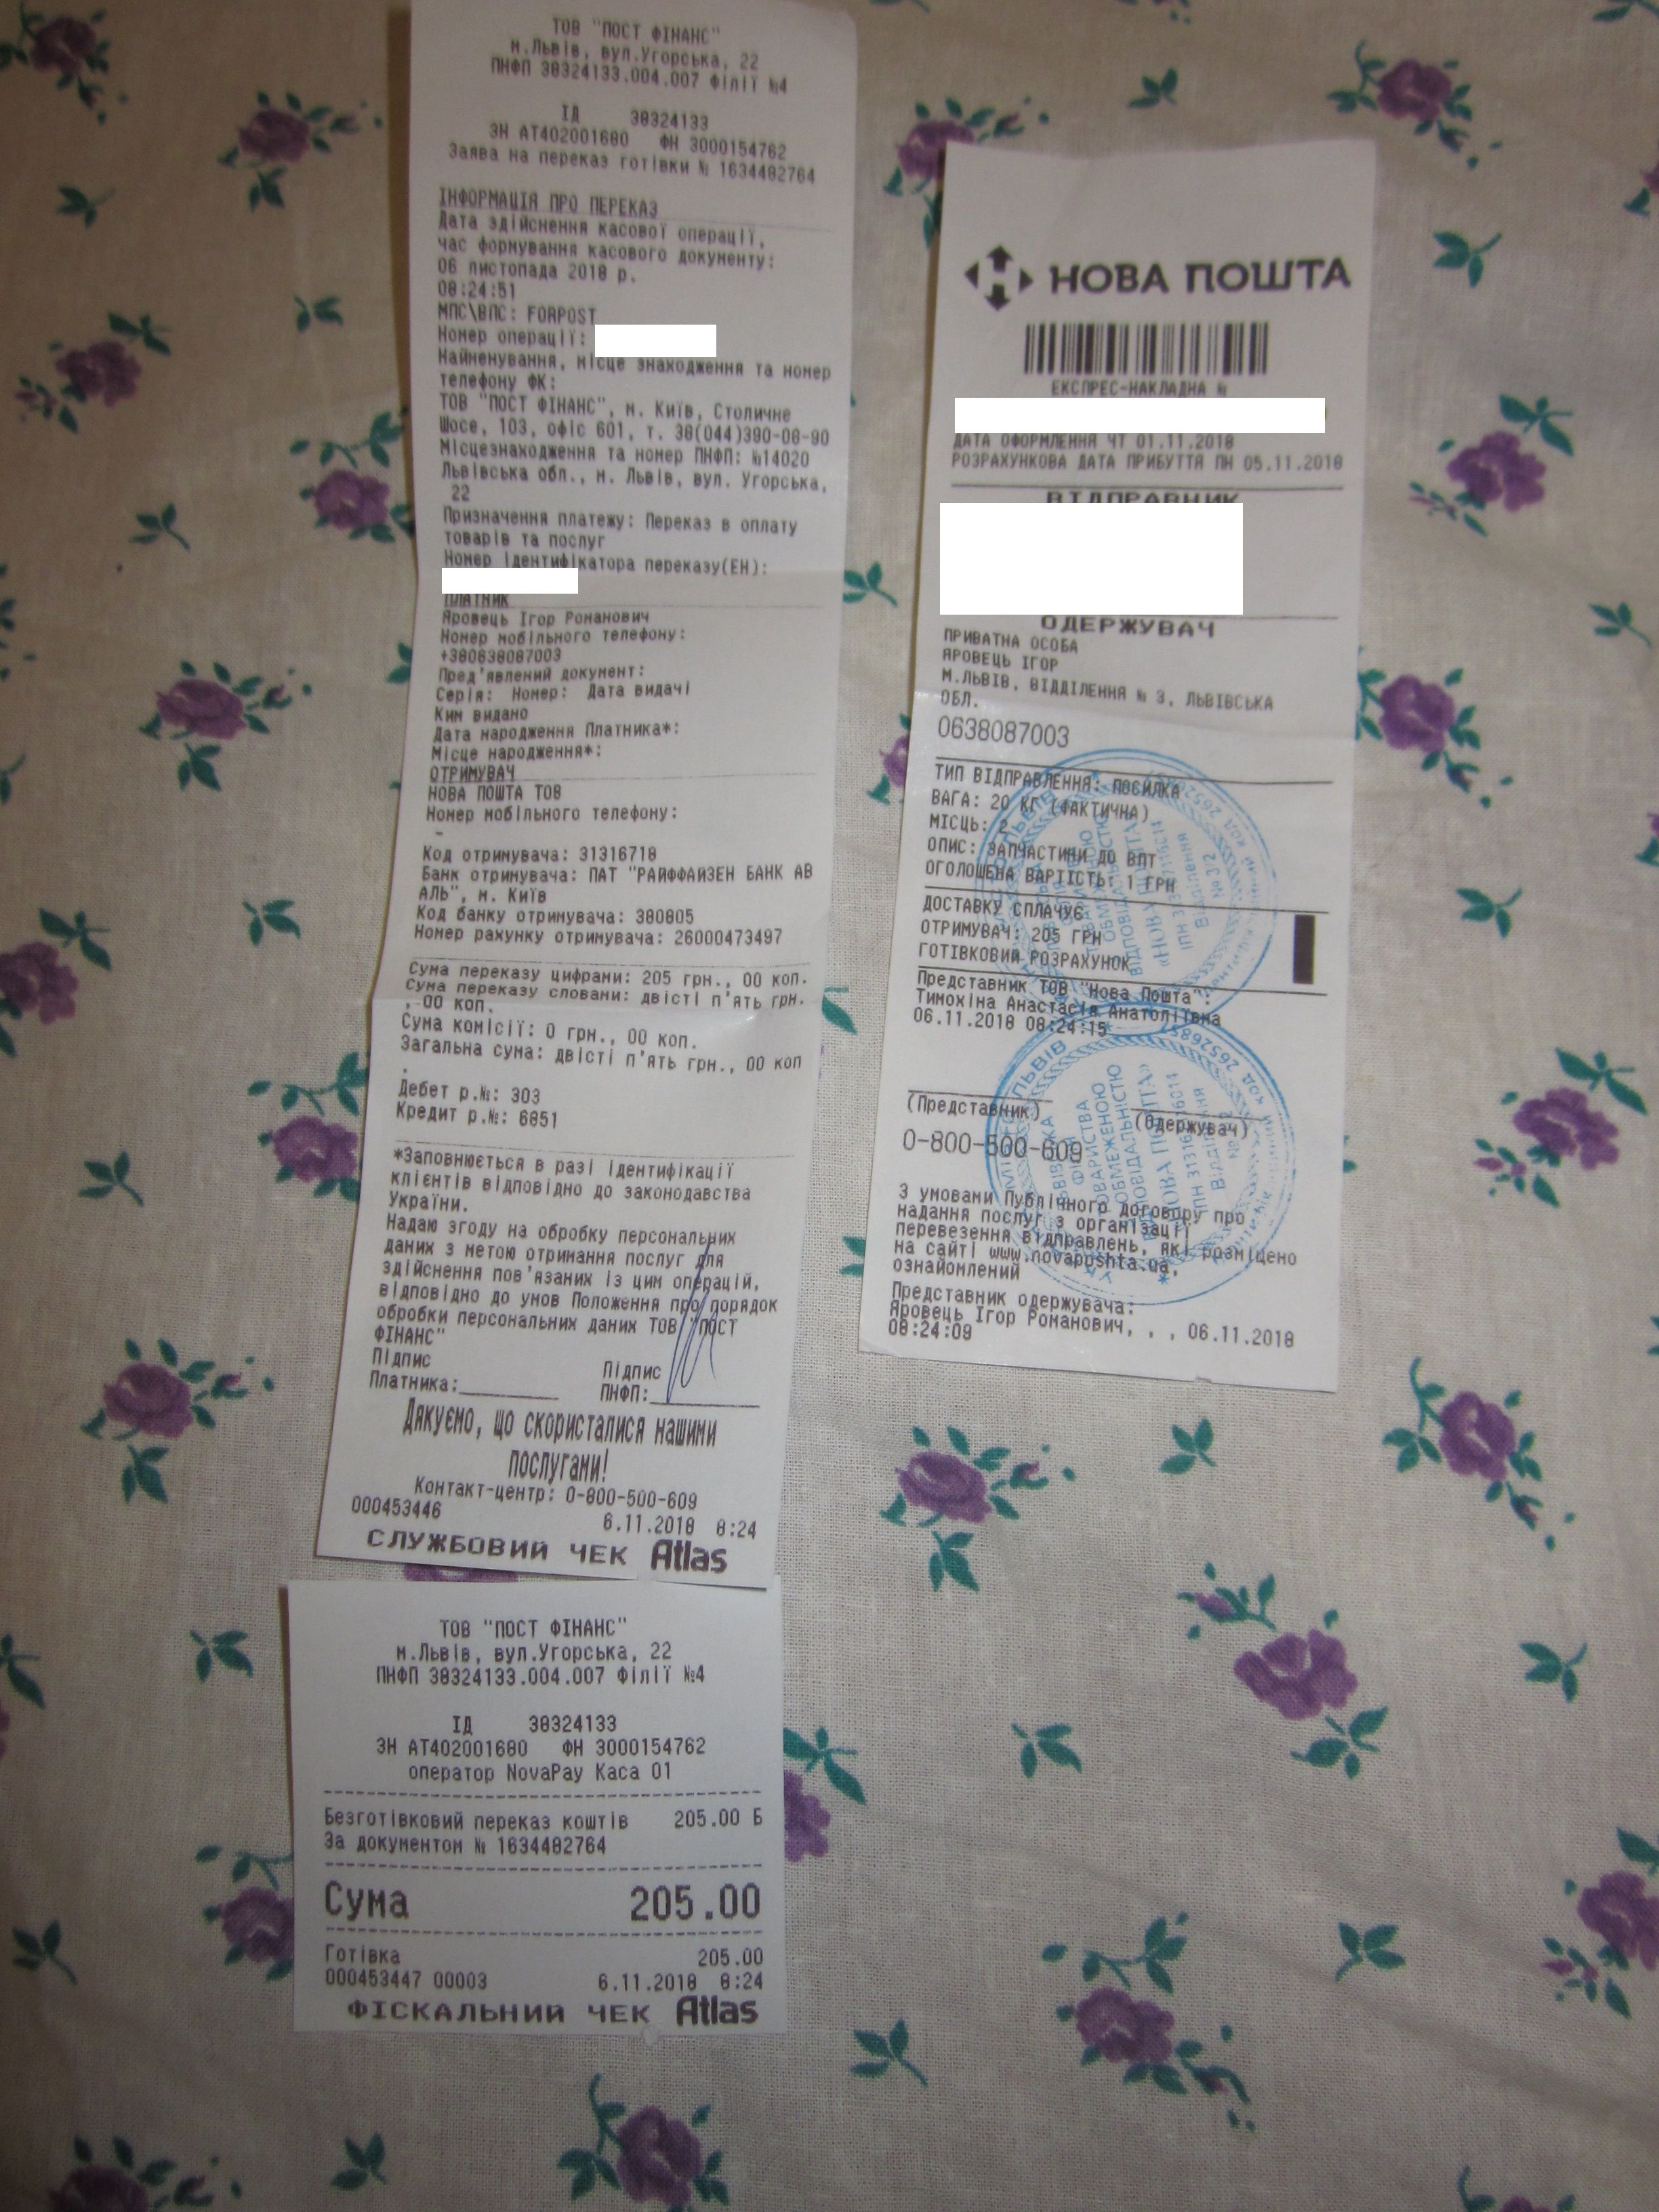 ТОВ "ПОСТ ФІНАНС"
м.Львів, вул.Угорська, 22
ПНФП 38324133.004.007 Філії №4
ІД 38324133
ЗН АТ402001680 ФН 3000154762
Заява на переказ готівки № 1634482764
ІНФОРМАЦІЯ ПРО ПЕРЕКАЗ
Дата здійснення касової операції,
час формування касового документу:
06 листопада 2018 р.
08:24:51
МПС\ВПС: FORPOST
Номер операції:
Найменування, місце знаходження та номер
телефону ФК:
ТОВ "ПОСТ ФІНАНС", м. Київ, Столичне
Шосе, 103, офіс 601, т. 38(044)390-06-90
Місцезнаходження та номер ПНФП: №14020
Львівська обл., м. Львів, вул. Угорська,
22
Призначення платежу: Переказ в оплату
товарів та послуг
Номер ідентифікатора переказу(ЕН):
ПЛАТНИК
Яровець Ігор Романович
Номер мобільного телефону:
+380638087003
Пред'явлений документ:
Серія: Номер: Дата видачі
Ким видано
Дата народження Платника*:
Місце народження*:
ОТРИМУВАЧ
НОВА ПОШТА ТОВ
Номер мобільного телефону:
-
Код отримувача: 31316718
Банк отримувача: ПАТ "РАЙФФАЙЗЕН БАНК АВ
АЛЬ", м. Київ
Код банку отримувача: 380805
Номер рахунку отримувача: 26000473497
Сума переказу цифрами: 205 грн., 00 коп.
Сума переказу словами: двісті п'ять грн.
, 00 коп.
Сума комісії: 0 грн., 00 коп.
Загальна сума: двісті п'ять грн., 00 коп
.
Дебет р.№: 303
Кредит р.№: 6851
*Заповнюється в разі ідентифікації
клієнтів відповідно до законодавства
України.
Надаю згоду на обробку персональних
даних з метою отримання послуг для
здійснення пов'язаних із цим операцій,
відповідно до умов Положення про порядок
обробки персональних даних ТОВ "ПОСТ
ФІНАНС"
Підпис Підпис
Платника: ПНФП:
Дякуємо, що скористалися нашими
послугами!
Контакт-центр: 0-800-500-609
000453446
6.11.2018 8:24
СЛУЖБОВИЙ ЧЕК Atlas
ТОВ "ПОСТ ФІНАНС"
м.Львів, вул.Угорська, 22
ПНФП 38324133.004.007 Філії №4
ІД 38324133
ЗН АТ402001680 ФН 3000154762
оператор NovaPay Каса 01
Безготівковий переказ коштів 205.00 Б
За документом № 1634482764
Сума 205.00
Готівка 205.00
000453447 00003 6.11.2018 8:24
ФІСКАЛЬНИЙ ЧЕК Atlas
НОВА ПОШТА
ЕКСПРЕС-НАКЛАДНА №
ДАТА ОФОРМЛЕННЯ ЧТ 01.11.2018
РОЗРАХУНКОВА ДАТА ПРИБУТТЯ ПН 05.11.2018
ВІДПРАВНИК
ОДЕРЖУВАЧ
ПРИВАТНА ОСОБА
ЯРОВЕЦЬ ІГОР
М.ЛЬВІВ, ВІДДІЛЕННЯ № 3, ЛЬВІВСЬКА
ОБЛ.
0638087003
ТИП ВІДПРАВЛЕННЯ: ПОСИЛКА
ВАГА: 20 КГ (ФАКТИЧНА)
МІСЦЬ: 2
ОПИС: ЗАПЧАСТИНИ ДО ВПТ
ОГОЛОШЕНА ВАРТІСТЬ: 1 ГРН
ДОСТАВКУ СПЛАЧУЄ
ОТРИМУВАЧ: 205 ГРН
ГОТІВКОВИЙ РОЗРАХУНОК
Представник ТОВ "Нова Пошта":
Тимохіна Анастасія Анатоліївна
06.11.2018 08:24:15
(Представник) (Одержувач)
0-800-500-609
З умовами Публічного договору про
надання послуг з організації
перевезення відправлень, які розміщено
на сайті www.novaposhta.ua,
ознайомлений
Представник одержувача:
Яровець Ігор Романович, , , 06.11.2018
08:24:09